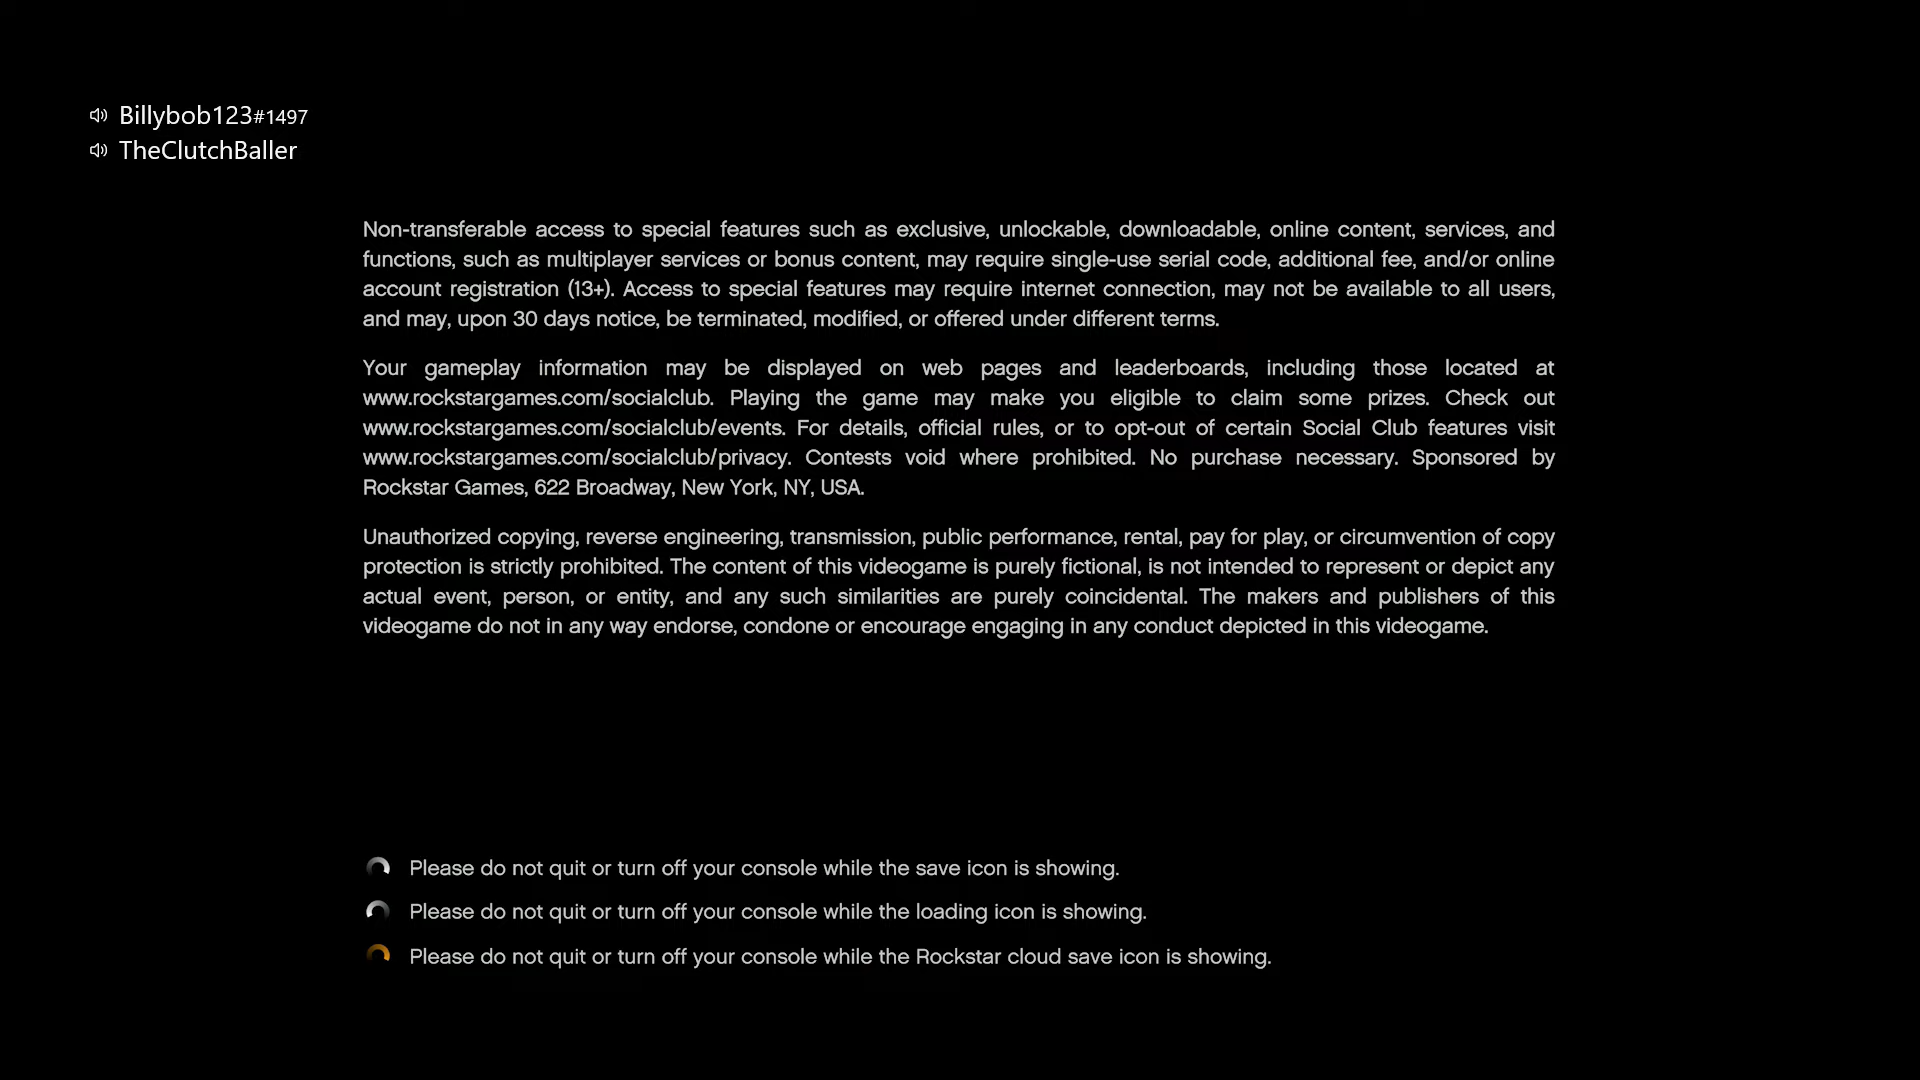 Billybob123#1497
TheClutchBaller
Non-transferable access to special features such as exclusive, unlockable, downloadable, online content, services, and
functions, such as multiplayer services or bonus content, may require single-use serial code, additional fee, and/or online
account registration (13+). Access to special features may require internet connection, may not be available to all users,
and may, upon 30 days notice, be terminated, modified, or offered under different terms.
Your gameplay information may be displayed on web pages and leaderboards, including those located at
www.rockstargames.com/socialclub. Playing the game may make you eligible to claim some prizes. Check out
www.rockstargames.com/socialclub/events. For details, official rules, or to opt-out of certain Social Club features visit
www.rockstargames.com/socialclub/privacy. Contests void where prohibited. No purchase necessary. Sponsored by
Rockstar Games, 622 Broadway, New York, NY, USA.
Unauthorized copying, reverse engineering, transmission, public performance, rental, pay for play, or circumvention of copy
protection is strictly prohibited. The content of this videogame is purely fictional, is not intended to represent or depict any
actual event, person, or entity, and any such similarities are purely coincidental. The makers and publishers of this
videogame do not in any way endorse, condone or encourage engaging in any conduct depicted in this videogame.
Please do not quit or turn off your console while the save icon is showing.
Please do not quit or turn off your console while the loading icon is showing.
Please do not quit or turn off your console while the Rockstar cloud save icon is showing.